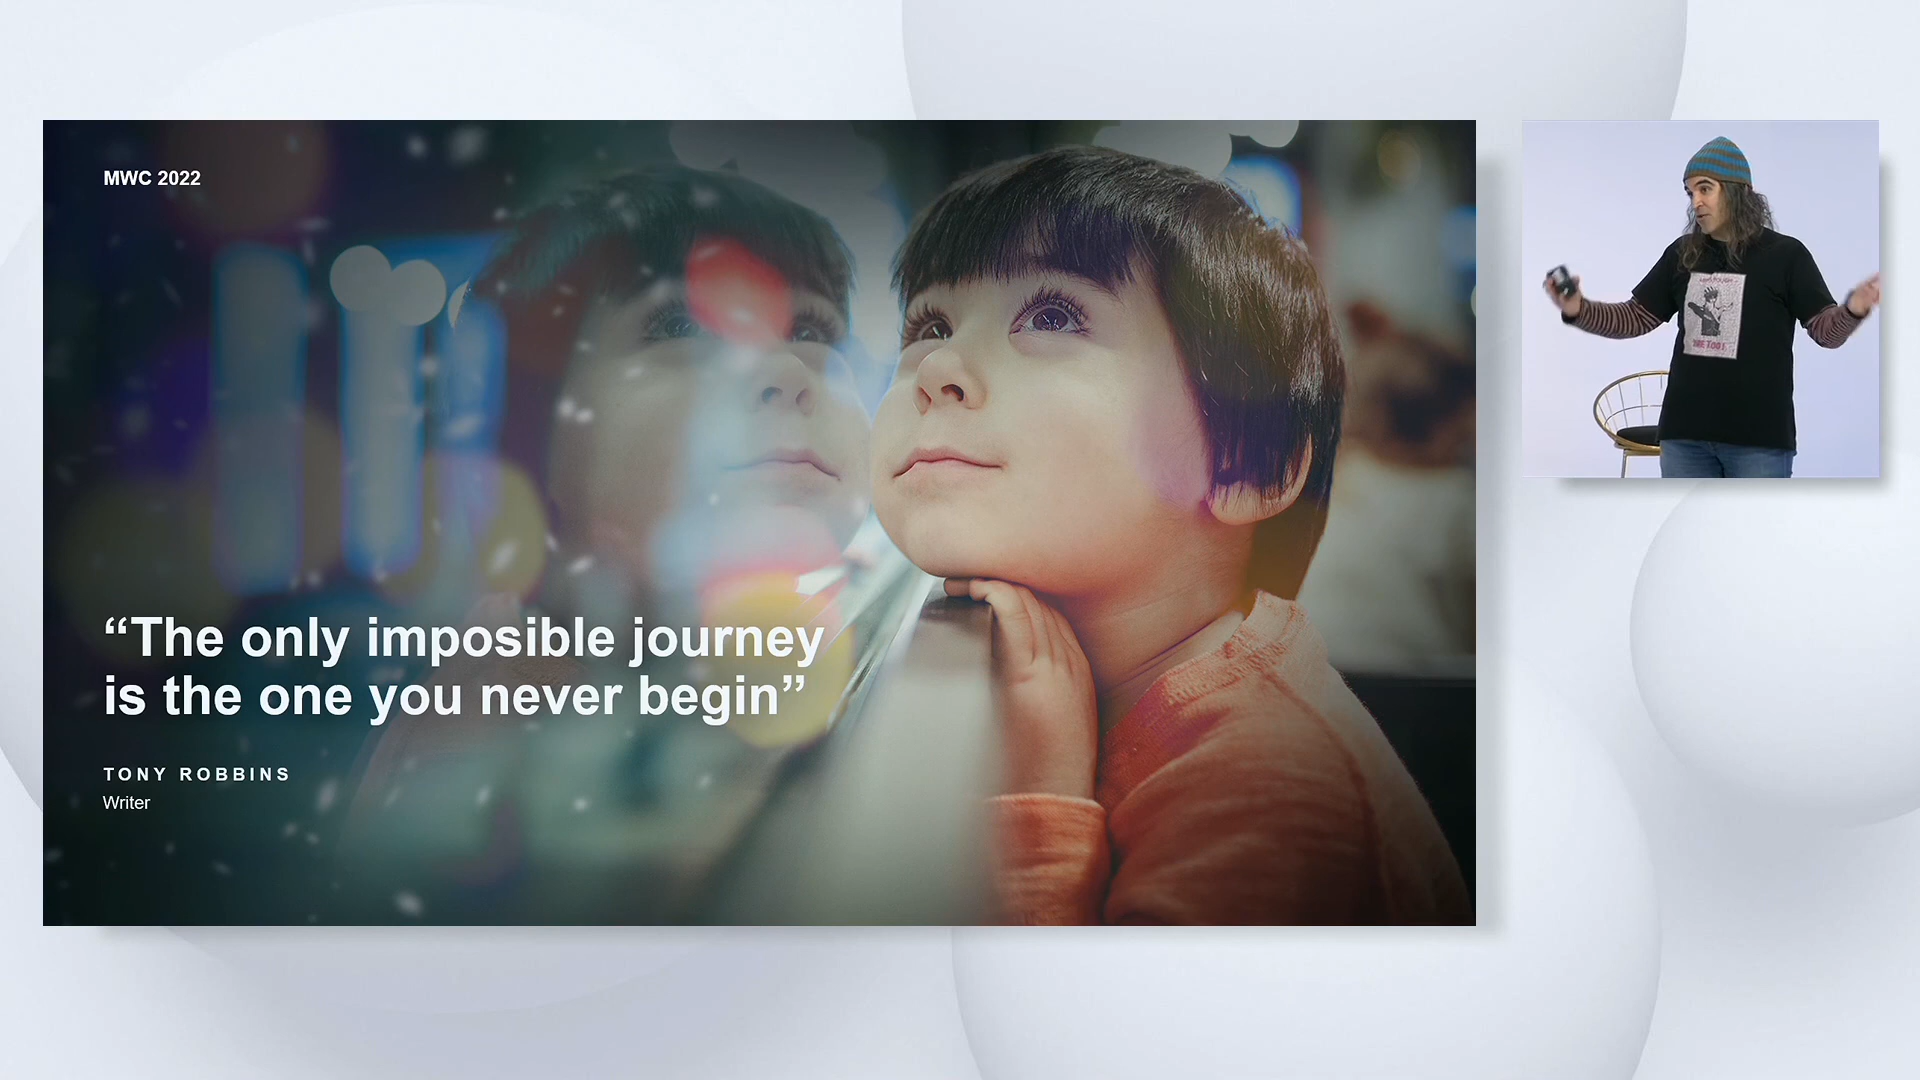 MWC 2022
“The only imposible journey
is the one you never begin”
TONY ROBBINS
Writer